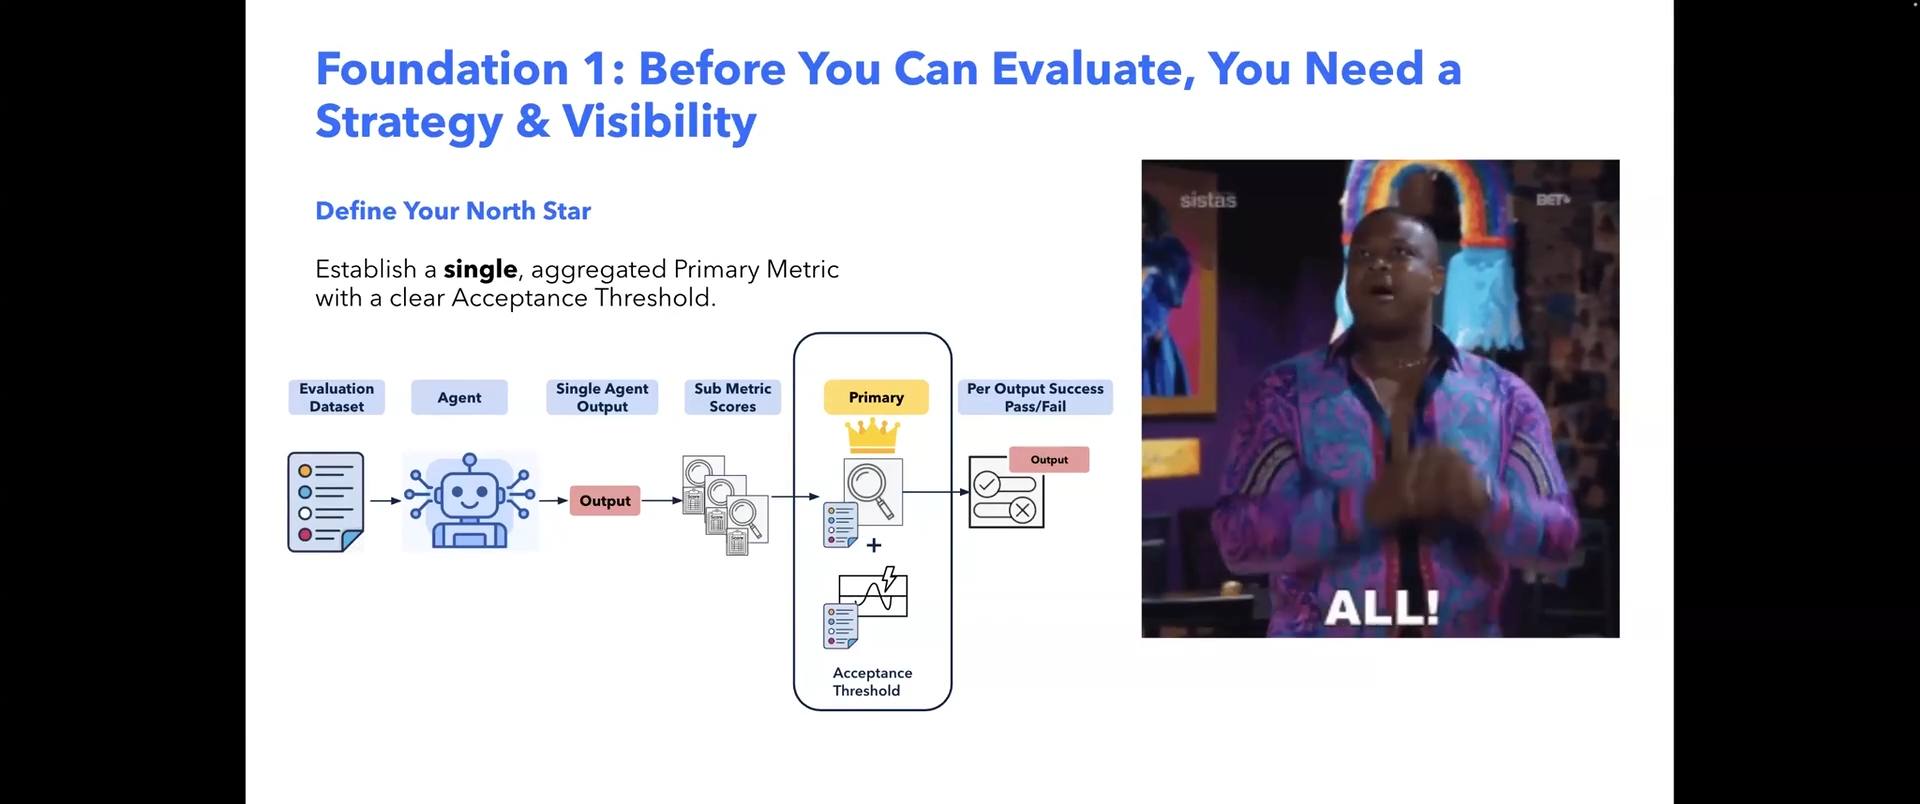 Foundation 1: Before You Can Evaluate, You Need a
Strategy & Visibility
Define Your North Star
Establish a single, aggregated Primary Metric
with a clear Acceptance Threshold.
Evaluation
Dataset
Agent
Single Agent
Output
Sub Metric
Scores
Primary
Per Output Success
Pass/Fail
Output
Output
+
Acceptance
Threshold
sistas
BET+
ALL!